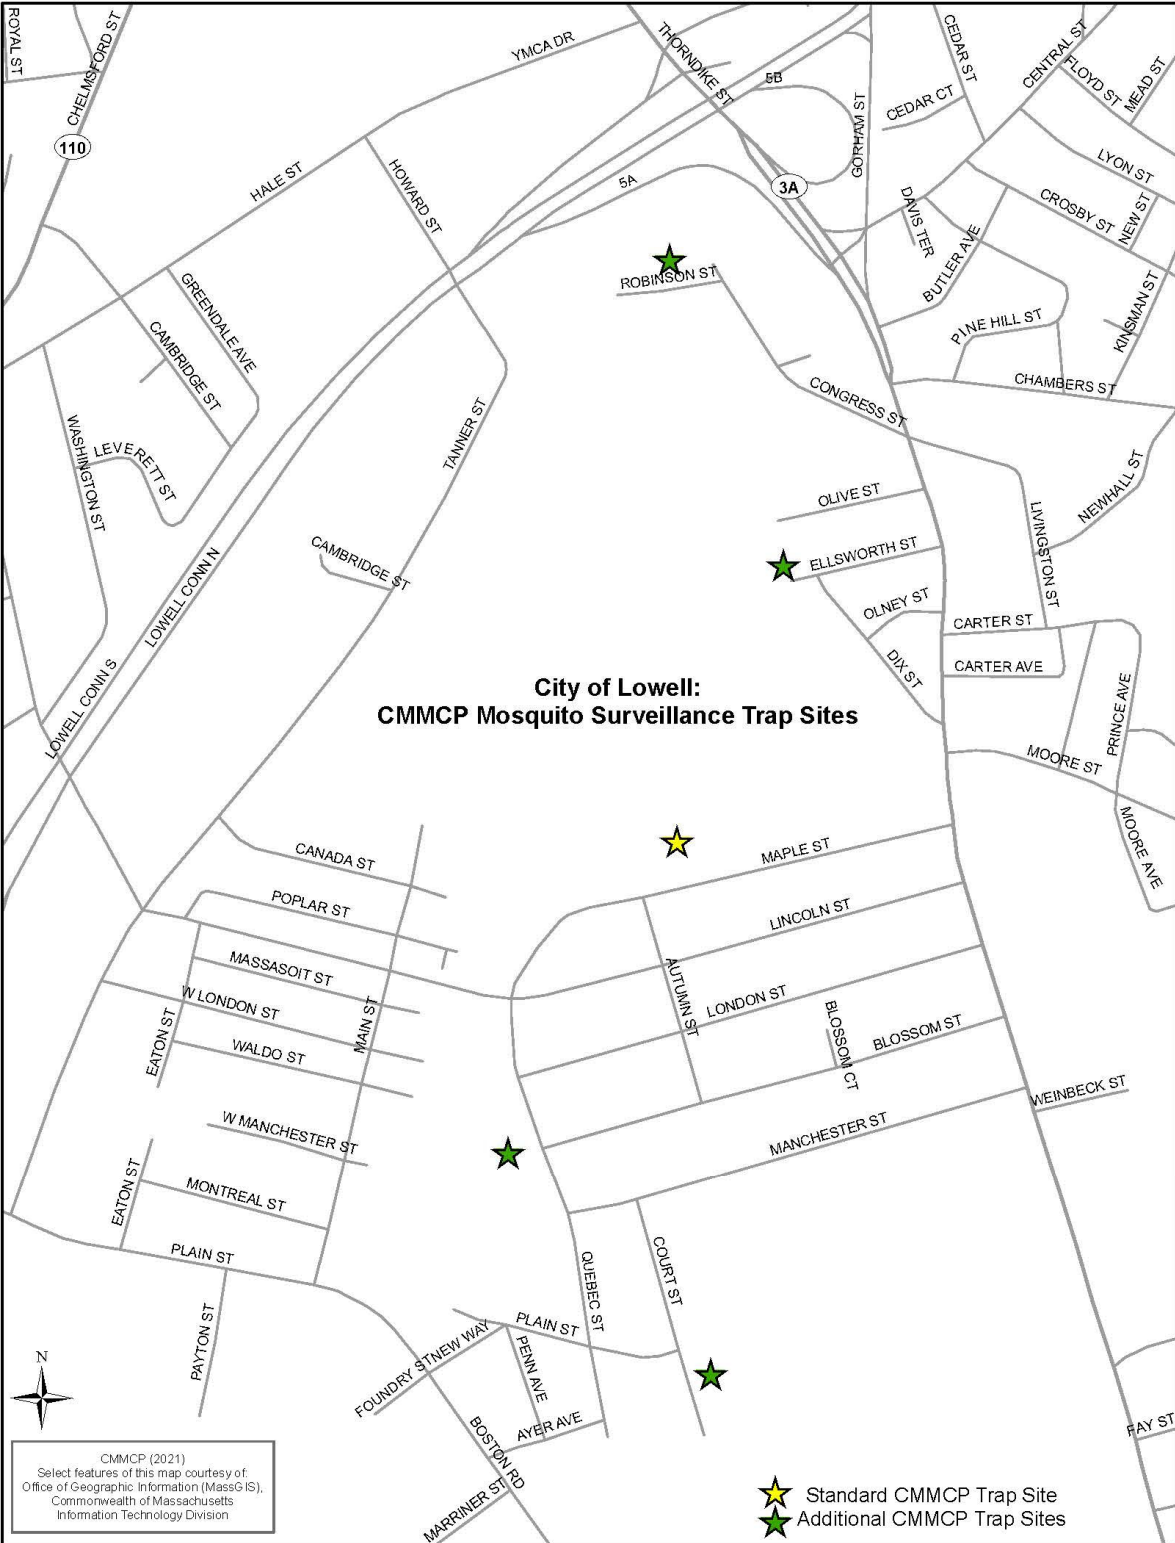 ROYAL ST
CHELMSFORD ST
110
YMCA DR
THORNDIKE ST
5B
GORHAM ST
CEDAR ST
CEDAR CT
CENTRAL ST
FLOYD ST
MEAD ST
LYON ST
CROSBY ST
NEW ST
HALE ST
HOWARD ST
5A
3A
DAVIS TER
BUTLER AVE
KINSMAN ST
PINE HILL ST
ROBINSON ST
GREENDALE AVE
CAMBRIDGE ST
CHAMBERS ST
CONGRESS ST
WASHINGTON ST
LEVERETT ST
TANNER ST
NEWHALL ST
OLIVE ST
LIVINGSTON ST
ELLSWORTH ST
CAMBRIDGE ST
LOWELL CONN N
OLNEY ST
CARTER ST
DIX ST
CARTER AVE
LOWELL CONN S
PRINCE AVE
City of Lowell:
CMMCP Mosquito Surveillance Trap Sites
MOORE ST
MOORE AVE
CANADA ST
MAPLE ST
POPLAR ST
LINCOLN ST
MASSASOIT ST
AUTUMN ST
W LONDON ST
LONDON ST
MAIN ST
EATON ST
WALDO ST
BLOSSOM CT
BLOSSOM ST
WEINBECK ST
W MANCHESTER ST
MANCHESTER ST
EATON ST
MONTREAL ST
PLAIN ST
QUEBEC ST
COURT ST
PAYTON ST
PLAIN ST
NEW WAY
FOUNDRY ST
PENN AVE
AYER AVE
BOSTON RD
MARRINER ST
FAY ST
N
CMMCP (2021)
Select features of this map courtesy of:
Office of Geographic Information (MassGIS),
Commonwealth of Massachusetts
Information Technology Division
Standard CMMCP Trap Site
Additional CMMCP Trap Sites